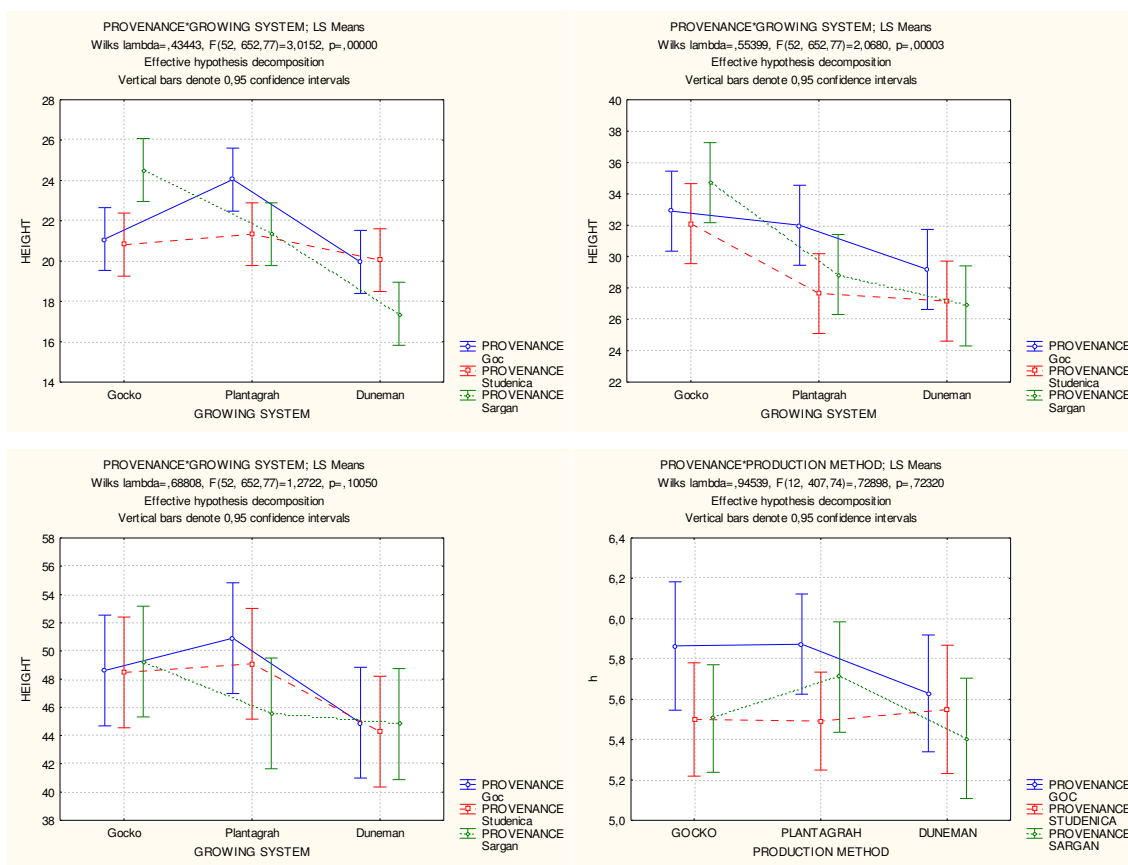 PROVENANCE*GROWING SYSTEM; LS Means
Wilks lambda=,43443, F(52, 652,77)=3,0152, p=,00000
Effective hypothesis decomposition
Vertical bars denote 0,95 confidence intervals
28
26
24
22
20
18
16
14
HEIGHT
Gocko Plantagrah Duneman
GROWING SYSTEM
PROVENANCE
Goc
PROVENANCE
Studenica
PROVENANCE
Sargan
PROVENANCE*GROWING SYSTEM; LS Means
Wilks lambda=,55399, F(52, 652,77)=2,0680, p=,00003
Effective hypothesis decomposition
Vertical bars denote 0,95 confidence intervals
40
38
36
34
32
30
28
26
24
22
HEIGHT
Gocko Plantagrah Duneman
GROWING SYSTEM
PROVENANCE
Goc
PROVENANCE
Studenica
PROVENANCE
Sargan
PROVENANCE*GROWING SYSTEM; LS Means
Wilks lambda=,68808, F(52, 652,77)=1,2722, p=,10050
Effective hypothesis decomposition
Vertical bars denote 0,95 confidence intervals
58
56
54
52
50
48
46
44
42
40
38
HEIGHT
Gocko Plantagrah Duneman
GROWING SYSTEM
PROVENANCE
Goc
PROVENANCE
Studenica
PROVENANCE
Sargan
PROVENANCE*PRODUCTION METHOD; LS Means
Wilks lambda=,94539, F(12, 407,74)=,72898, p=,72320
Effective hypothesis decomposition
Vertical bars denote 0,95 confidence intervals
6,4
6,2
6,0
5,8
5,6
5,4
5,2
5,0
h
GOCKO PLANTAGRAH DUNEMAN
PRODUCTION METHOD
PROVENANCE
GOC
PROVENANCE
STUDENICA
PROVENANCE
SARGAN